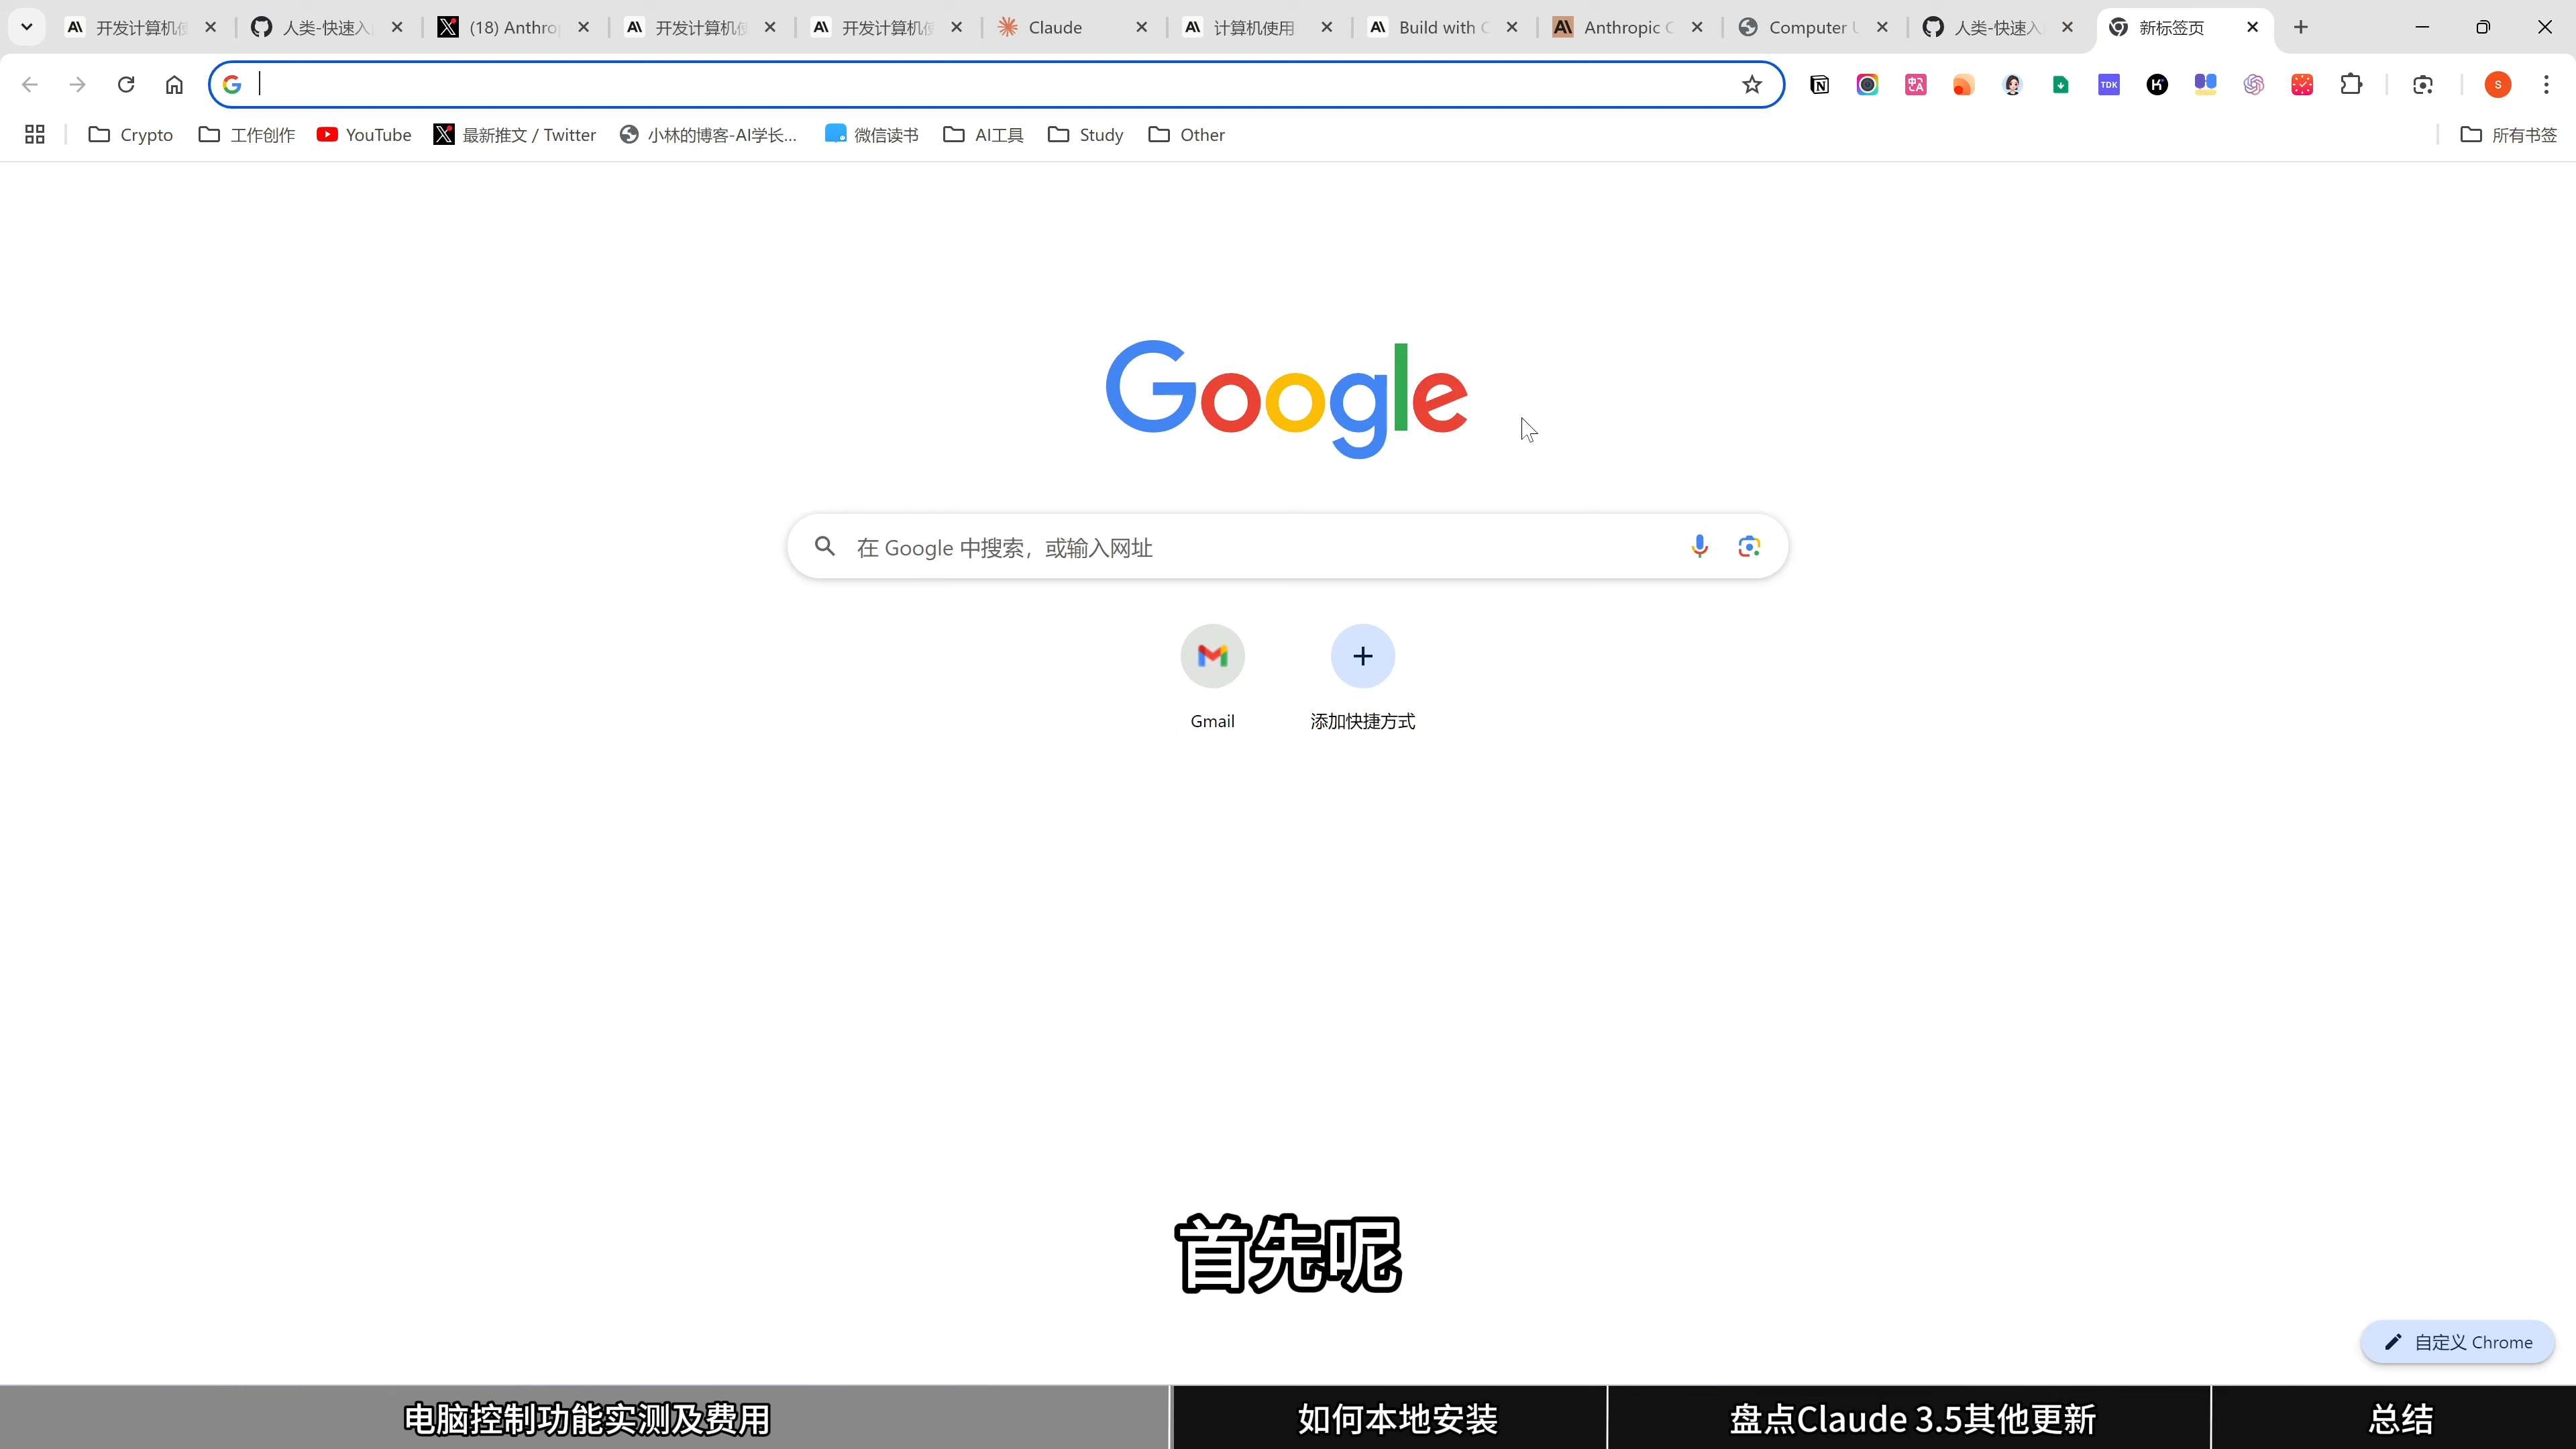 开发计算机使
人类-快速入
(18) Anthro
开发计算机使
开发计算机使
Claude
计算机使用
Build with C
Anthropic C
Computer U
人类-快速入
新标签页
Crypto
工作创作
YouTube
最新推文 / Twitter
小林的博客-AI学长...
微信读书
AI工具
Study
Other
所有书签
TDK
s
Google
在 Google 中搜索，或输入网址
Gmail
添加快捷方式
首先呢
自定义 Chrome
电脑控制功能实测及费用
如何本地安装
盘点Claude 3.5其他更新
总结